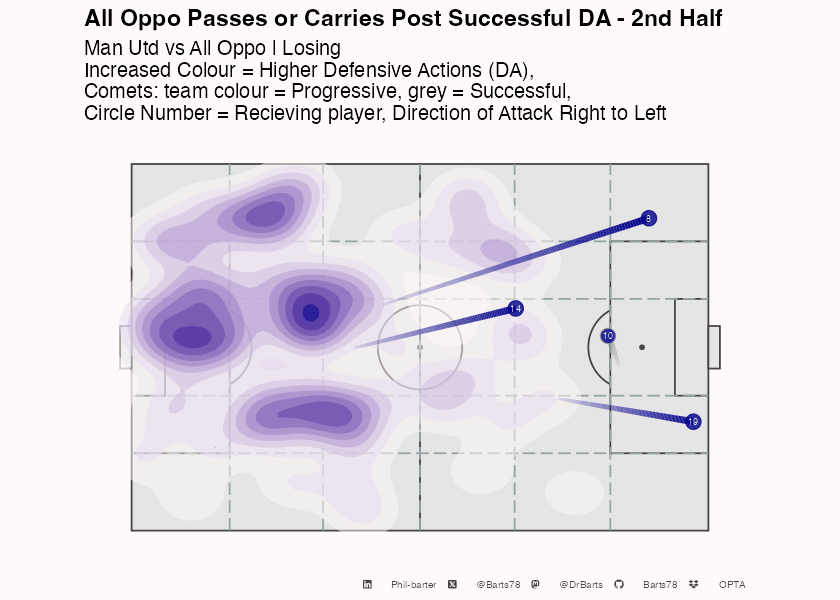 All Oppo Passes or Carries Post Successful DA - 2nd Half
Man Utd vs All Oppo | Losing
Increased Colour = Higher Defensive Actions (DA),
Comets: team colour = Progressive, grey = Successful,
Circle Number = Recieving player, Direction of Attack Right to Left
8
14
10
19
Phil-barter @Barts78 @DrBarts Barts78 OPTA